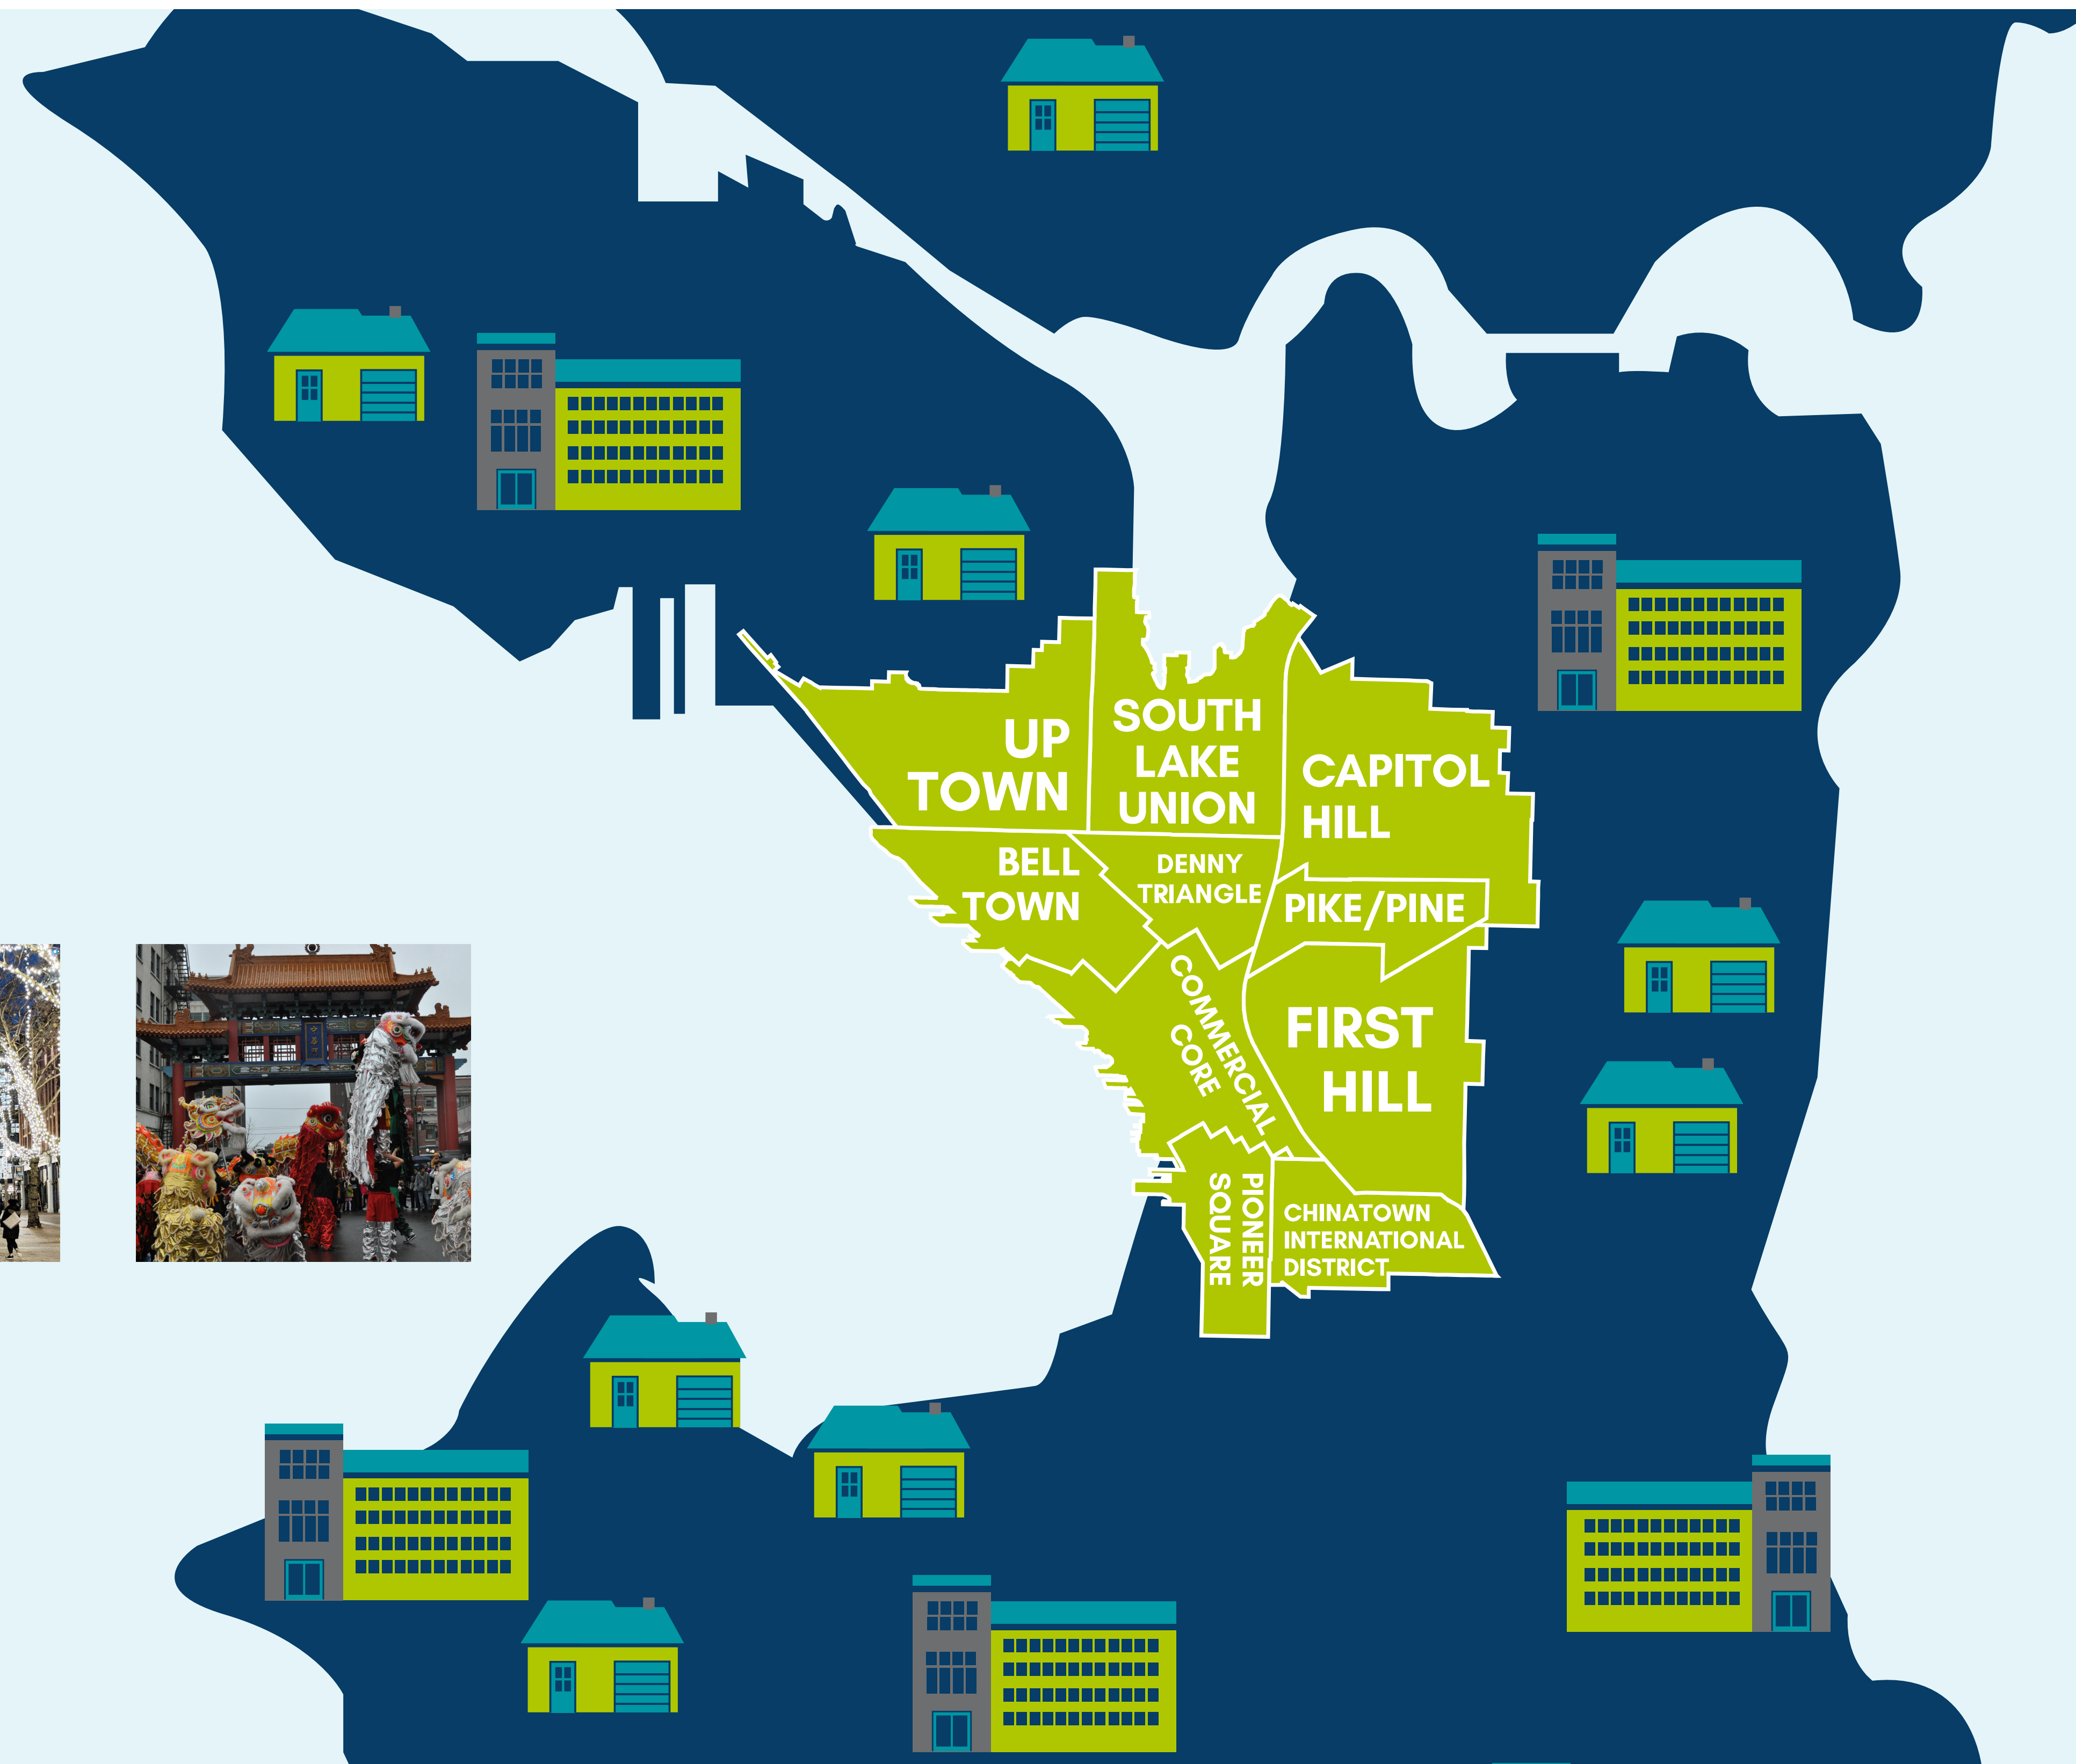 UP
TOWN
SOUTH
LAKE
UNION
CAPITOL
HILL
BELL
TOWN
DENNY
TRIANGLE
PIKE/PINE
COMMERCIAL
CORE
FIRST
HILL
PIONEER
SQUARE
CHINATOWN
INTERNATIONAL
DISTRICT